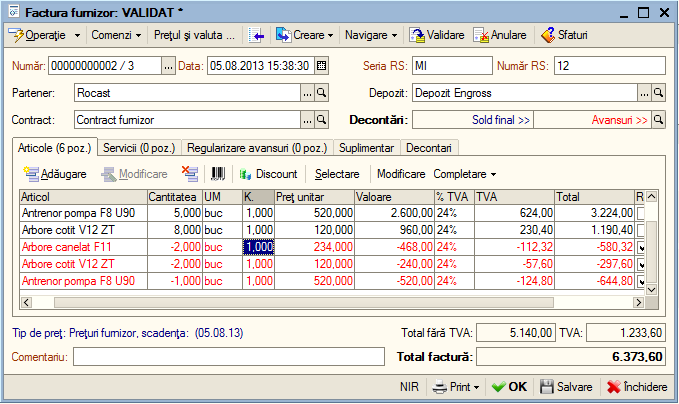 Factura furnizor: VALIDAT *
Operaţie Comenzi Preţul şi valuta ... Creare Navigare Validare Anulare Sfaturi
Număr: 00000000002 / 3 ... Data: 05.08.2013 15:38:30 Seria RS: MI Număr RS: 12
Partener: Rocast ... Depozit: Depozit Engross ...
Contract: Contract furnizor ... Decontări: Sold final >> Avansuri >>
Articole (6 poz.) Servicii (0 poz.) Regularizare avansuri (0 poz.) Suplimentar Decontari
Adăugare Modificare Discount Selectare Modificare Completare
Articol Cantitatea UM K. Preţ unitar Valoare % TVA TVA Total R
Antrenor pompa F8 U90 5,000 buc 1,000 520,000 2.600,00 24% 624,00 3.224,00
Arbore cotit V12 ZT 8,000 buc 1,000 120,000 960,00 24% 230,40 1.190,40
Arbore canelat F11 -2,000 buc 1,000 234,000 -468,00 24% -112,32 -580,32
Arbore cotit V12 ZT -2,000 buc 1,000 120,000 -240,00 24% -57,60 -297,60
Antrenor pompa F8 U90 -1,000 buc 1,000 520,000 -520,00 24% -124,80 -644,80
Tip de preţ: Preţuri furnizor, scadenţa: (05.08.13) Total fără TVA: 5.140,00 TVA: 1.233,60
Comentariu: Total factură: 6.373,60
NIR Print OK Salvare Închidere